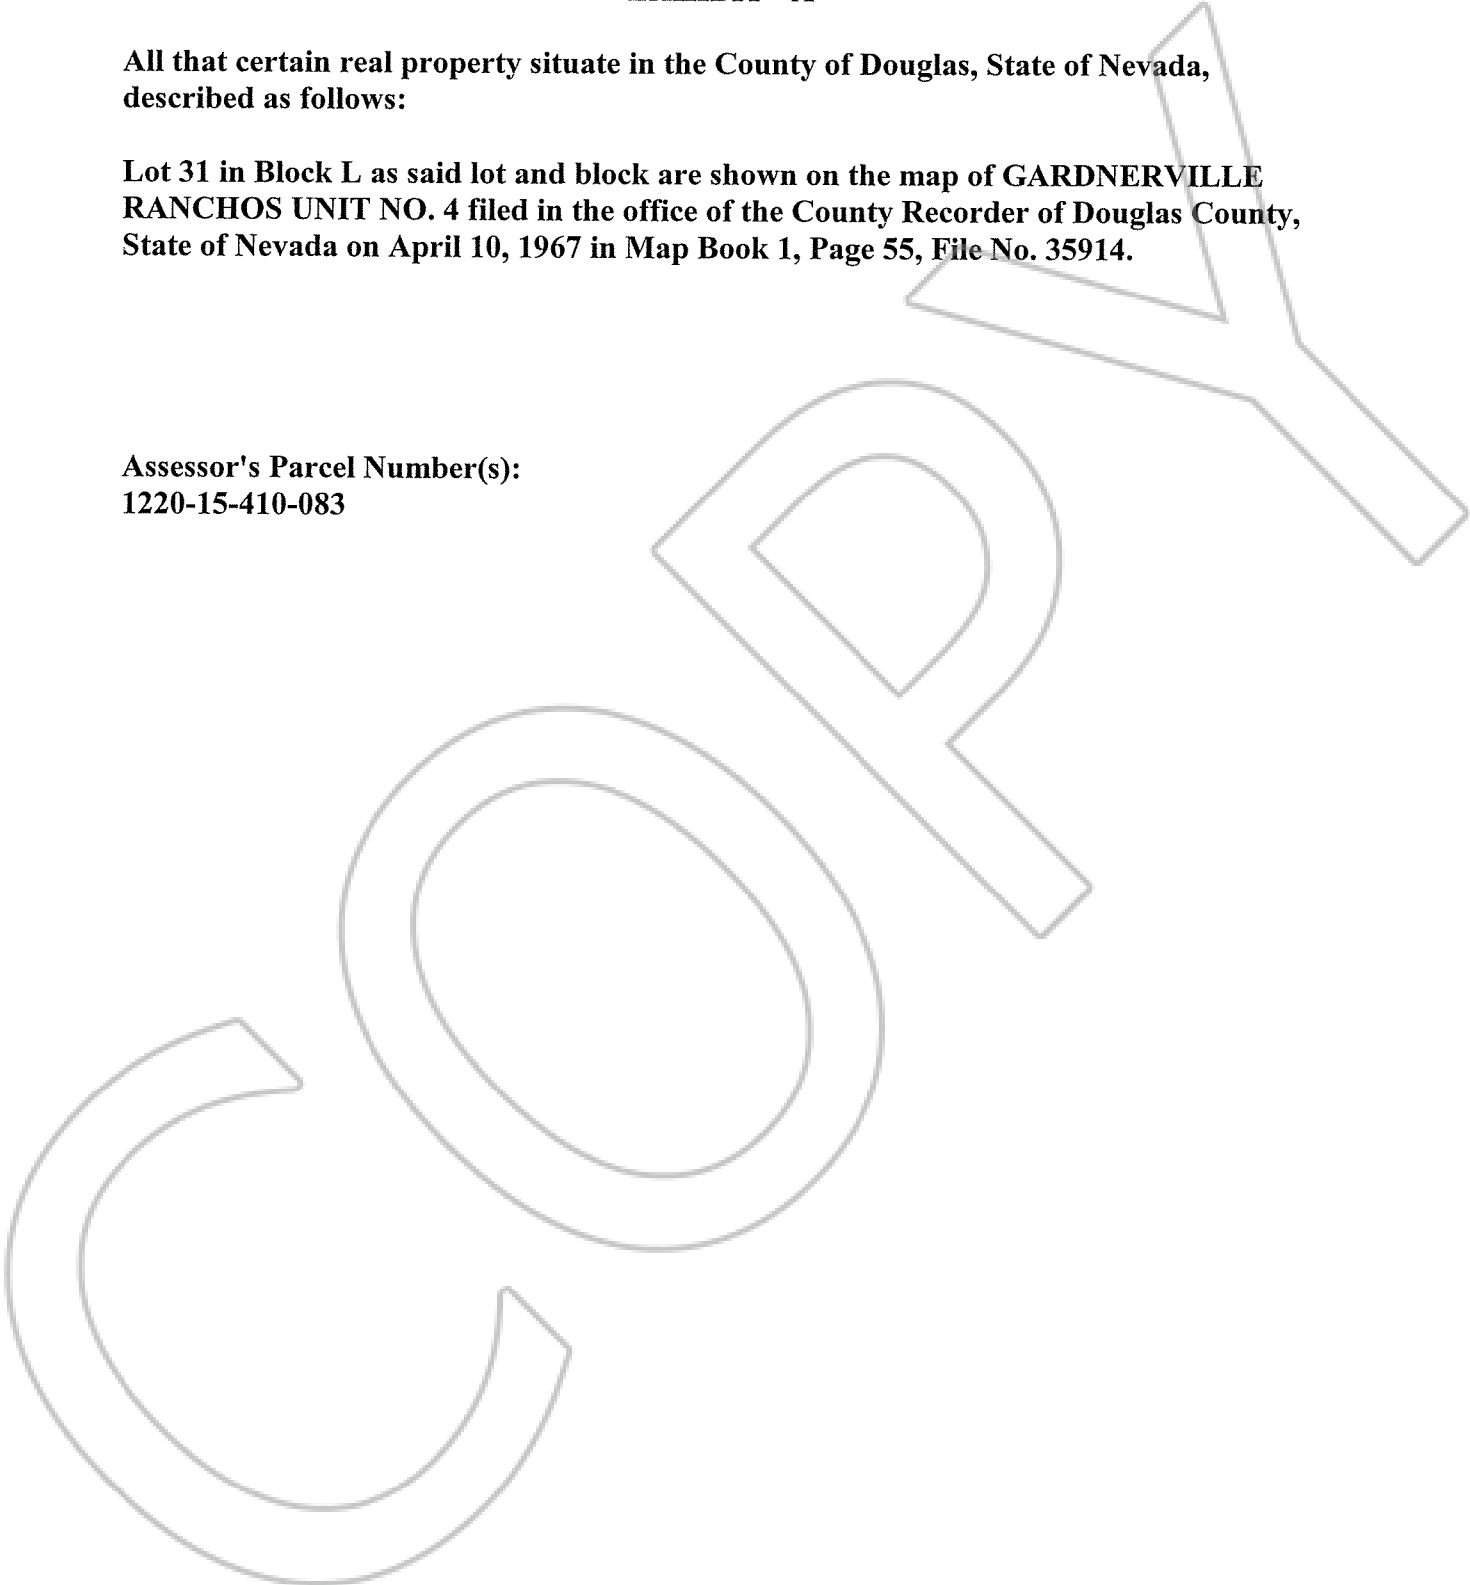 All that certain real property situate in the County of Douglas, State of Nevada,
described as follows:
Lot 31 in Block L as said lot and block are shown on the map of GARDNERVILLE
RANCHOS UNIT NO. 4 filed in the office of the County Recorder of Douglas County,
State of Nevada on April 10, 1967 in Map Book 1, Page 55, File No. 35914.
Assessor's Parcel Number(s):
1220-15-410-083
COPY